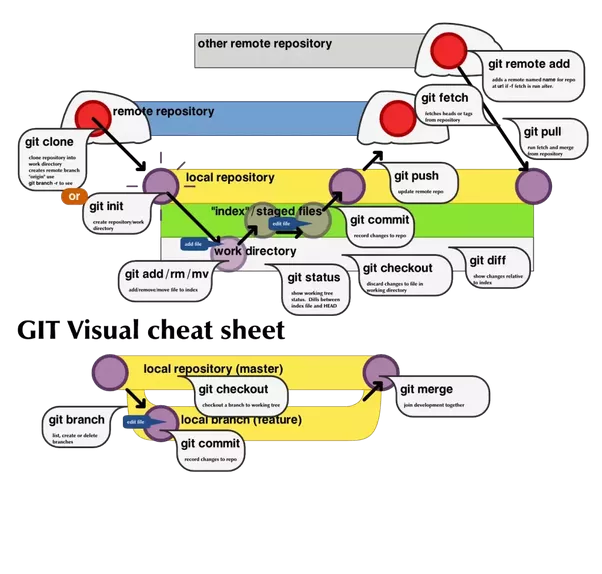 other remote repository
git remote add
adds a remote named name for repo
at url if -f fetch is run after.
git fetch
fetches heads or tags
from repository
remote repository
git pull
run fetch and merge
from repository
git clone
clone repository into
work directory
creates remote branch
"origin" use
git branch -r to see
or
local repository
git push
update remote repo
git init
create repository/work
directory
"index"/staged files
edit file
git commit
record changes to repo
add file
work directory
git add/rm/mv
add/remove/move file to index
git status
show working tree
status. Diffs between
index file and HEAD
git checkout
discard changes to file in
working directory
git diff
show changes relative
to index
GIT Visual cheat sheet
local repository (master)
git checkout
checkout a branch to working tree
git merge
join development together
git branch
list, create or delete
branches
edit file
local branch (feature)
git commit
record changes to repo